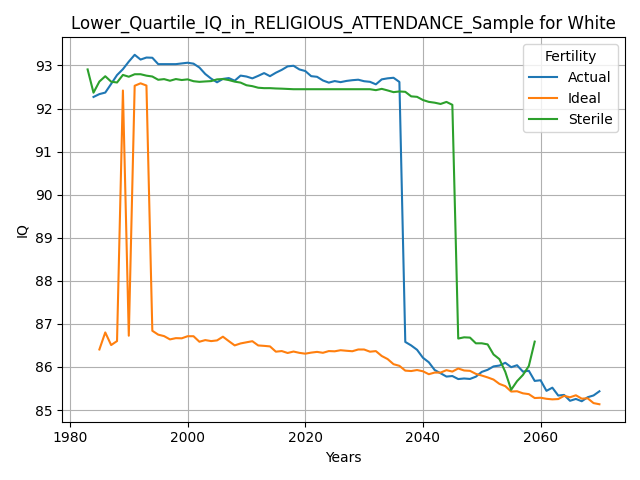 Lower_Quartile_IQ_in_RELIGIOUS_ATTENDANCE_Sample for White
Fertility
Actual
Ideal
Sterile
IQ
93
92
91
90
89
88
87
86
85
1980
2000
2020
2040
2060
Years